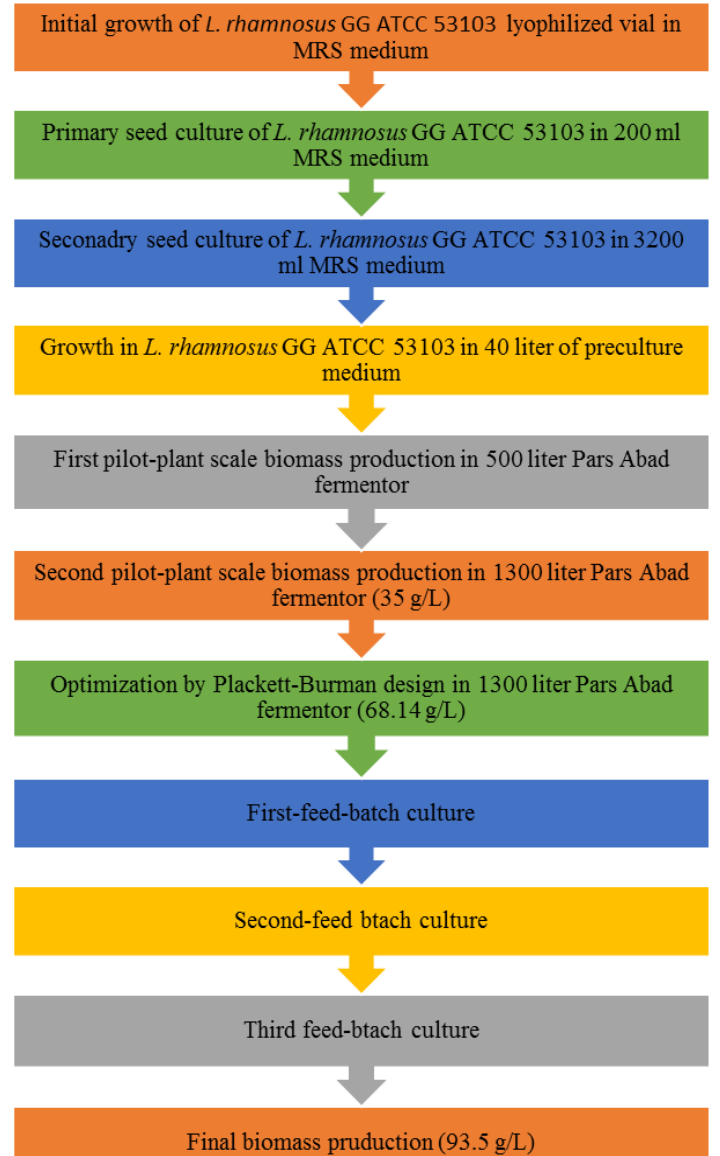 Initial growth of L. rhamnosus GG ATCC 53103 lyophilized vial in
MRS medium
Primary seed culture of L. rhamnosus GG ATCC 53103 in 200 ml
MRS medium
Seconadry seed culture of L. rhamnosus GG ATCC 53103 in 3200
ml MRS medium
Growth in L. rhamnosus GG ATCC 53103 in 40 liter of preculture
medium
First pilot-plant scale biomass production in 500 liter Pars Abad
fermentor
Second pilot-plant scale biomass production in 1300 liter Pars Abad
fermentor (35 g/L)
Optimization by Plackett-Burman design in 1300 liter Pars Abad
fermentor (68.14 g/L)
First-feed-batch culture
Second-feed btach culture
Third feed-btach culture
Final biomass pruduction (93.5 g/L)